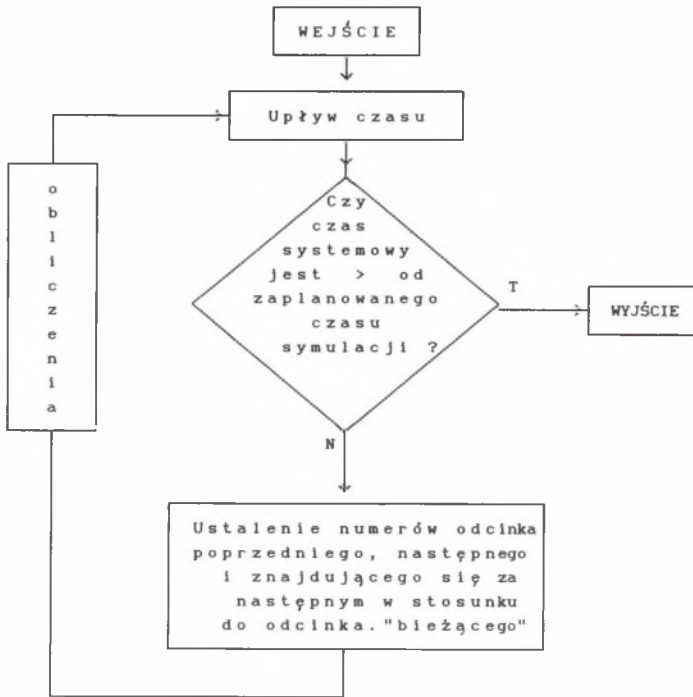 WEJŚCIE
Upływ czasu
Czy
czas
systemowy
jest > od
zaplanowanego
czasu
symulacji ?
T
WYJŚCIE
N
Ustalenie numerów odcinka
poprzedniego, następnego
i znajdującego się za
następnym w stosunku
do odcinka."bieżącego"
o
b
l
i
c
z
e
n
i
a